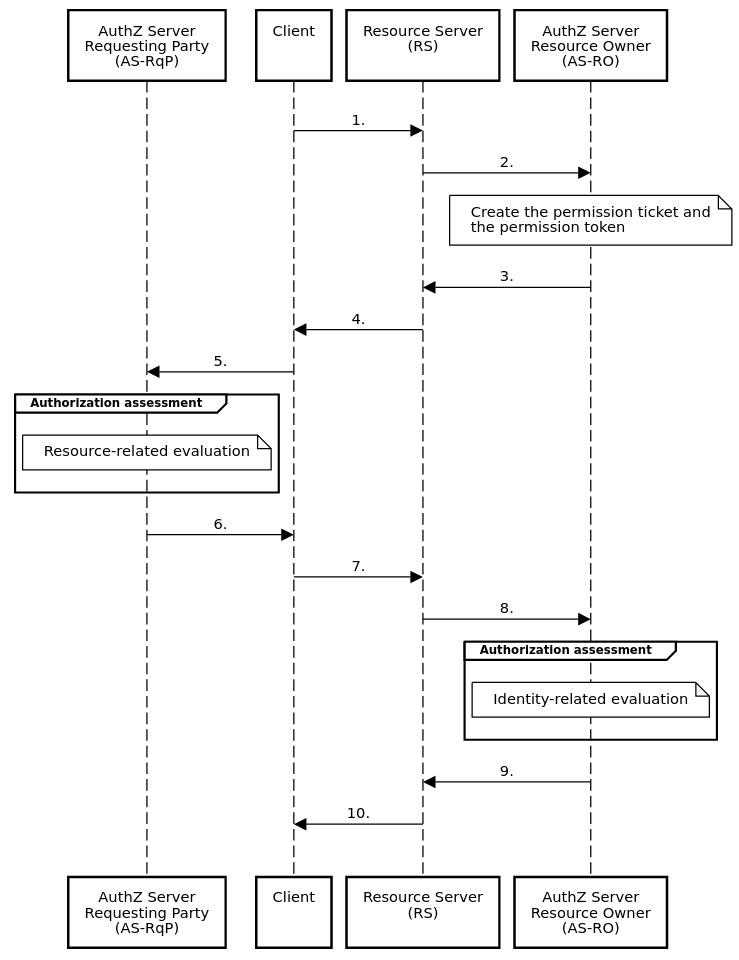 AuthZ Server
Requesting Party
(AS-RqP)
Client
Resource Server
(RS)
AuthZ Server
Resource Owner
(AS-RO)
1.
2.
Create the permission ticket and
the permission token
3.
4.
5.
Authorization assessment
Resource-related evaluation
6.
7.
8.
Authorization assessment
Identity-related evaluation
9.
10.
AuthZ Server
Requesting Party
(AS-RqP)
Client
Resource Server
(RS)
AuthZ Server
Resource Owner
(AS-RO)